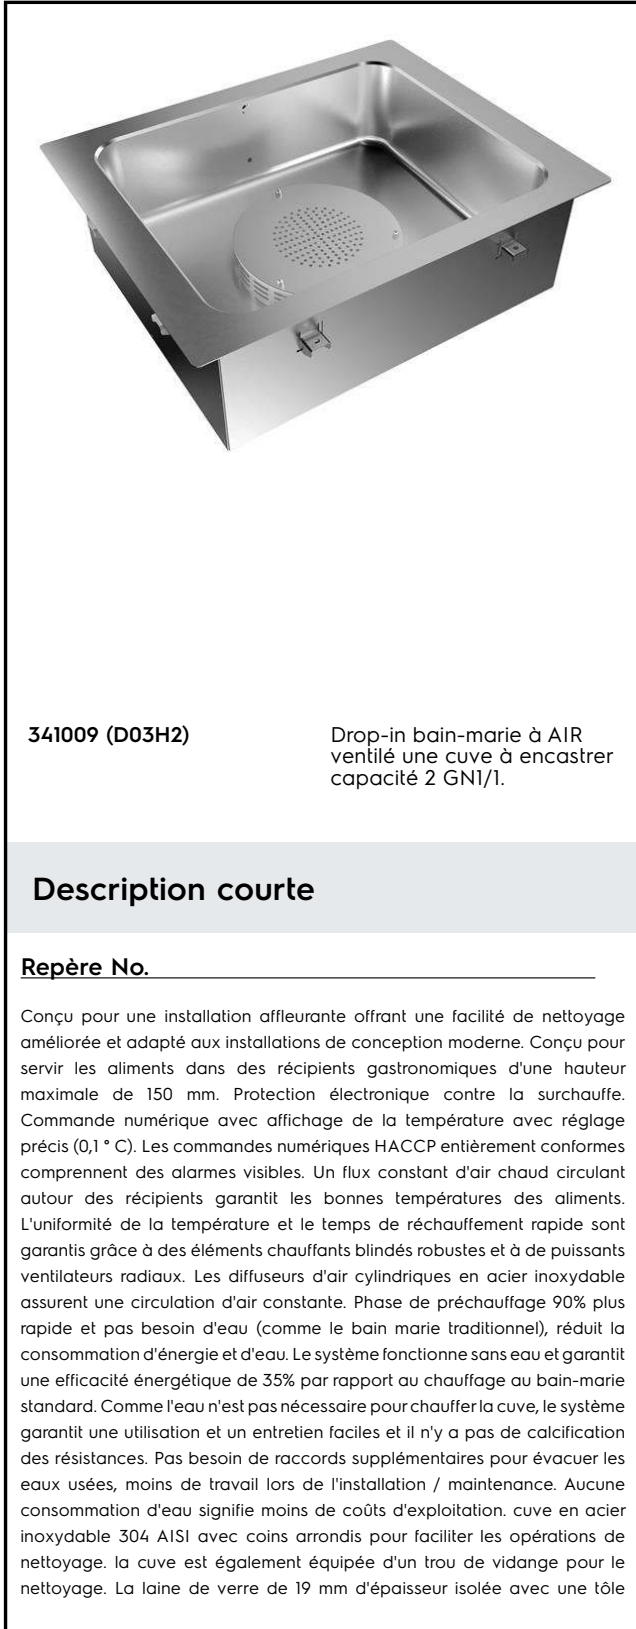 341009 (D03H2)
Drop-in bain-marie à AIR
ventilé une cuve à encastrer
capacité 2 GN1/1.
Description courte
Repère No.
Conçu pour une installation affleurante offrant une facilité de nettoyage
améliorée et adapté aux installations de conception moderne. Conçu pour
servir les aliments dans des récipients gastronomiques d'une hauteur
maximale de 150 mm. Protection électronique contre la surchauffe.
Commande numérique avec affichage de la température avec réglage
précis (0,1 ° C). Les commandes numériques HACCP entièrement conformes
comprennent des alarmes visibles. Un flux constant d'air chaud circulant
autour des récipients garantit les bonnes températures des aliments.
L'uniformité de la température et le temps de réchauffement rapide sont
garantis grâce à des éléments chauffants blindés robustes et à de puissants
ventilateurs radiaux. Les diffuseurs d'air cylindriques en acier inoxydable
assurent une circulation d'air constante. Phase de préchauffage 90% plus
rapide et pas besoin d'eau (comme le bain marie traditionnel), réduit la
consommation d'énergie et d'eau. Le système fonctionne sans eau et garantit
une efficacité énergétique de 35% par rapport au chauffage au bain-marie
standard. Comme l'eau n'est pas nécessaire pour chauffer la cuve, le système
garantit une utilisation et un entretien faciles et il n'y a pas de calcification
des résistances. Pas besoin de raccords supplémentaires pour évacuer les
eaux usées, moins de travail lors de l'installation / maintenance. Aucune
consommation d'eau signifie moins de coûts d'exploitation. cuve en acier
inoxydable 304 AISI avec coins arrondis pour faciliter les opérations de
nettoyage. la cuve est également équipée d'un trou de vidange pour le
nettoyage. La laine de verre de 19 mm d'épaisseur isolée avec une tôle